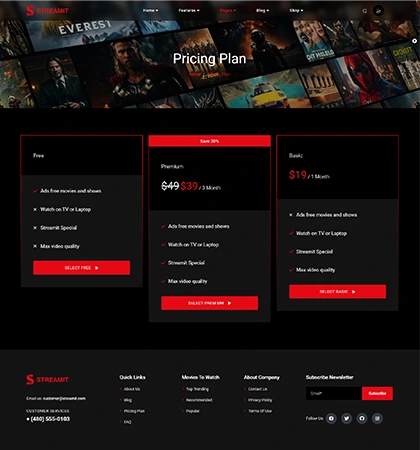 STREAMIT
Home Features Pages Blog Shop
EVEREST
Pricing Plan
Free
Ads free movies and shows
Watch on TV or Laptop
Streamit Special
Max video quality
SELECT FREE
Save 20%
Premium
$49 $39 / 3 Month
Ads free movies and shows
Watch on TV or Laptop
Streamit Special
Max video quality
SELECT PREMIUM
Basic
$19 / 1 Month
Ads free movies and shows
Watch on TV or Laptop
Streamit Special
Max video quality
SELECT BASIC
STREAMIT
Email us: customer@streamit.com
CUSTOMER SERVICES
+ (480) 555-0103
Quick Links
About Us
Blog
Pricing Plan
FAQ
Movies To Watch
Top Trending
Recommended
Popular
About Company
Contact Us
Privacy Policy
Terms Of Use
Subscribe Newsletter
Email* Subscribe
Follow Us: